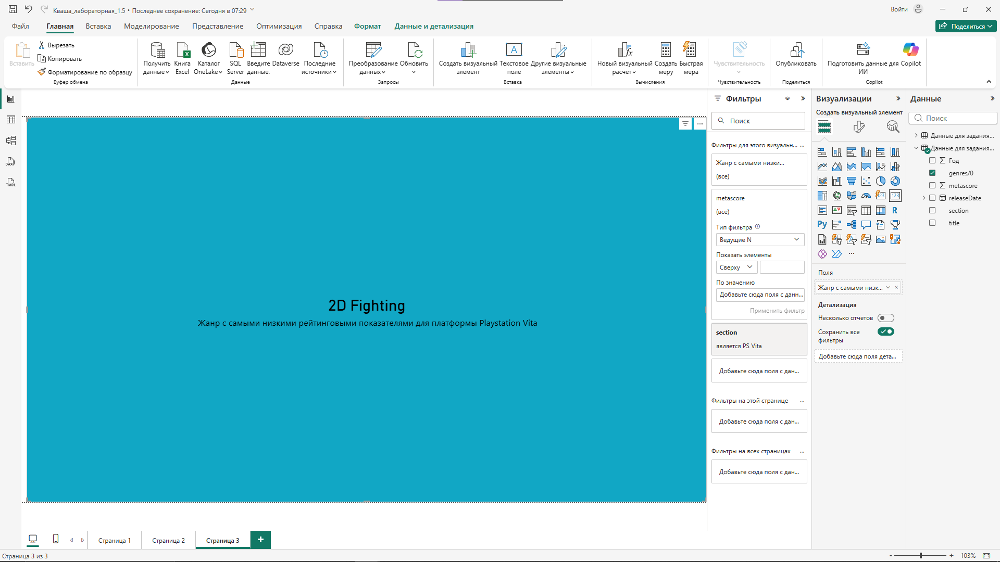 Кваша_лабораторная_1.5 • Последнее сохранение: Сегодня в 07:29
Войти
Файл
Главная
Вставка
Моделирование
Представление
Оптимизация
Справка
Формат
Данные и детализация
Поделиться
Вставить
Вырезать
Копировать
Форматирование по образцу
Буфер обмена
Получить данные
Книга Excel
Каталог OneLake
SQL Server
Введите данные.
Dataverse
Последние источники
Данные
Преобразование данных
Обновить
Запросы
Создать визуальный элемент
Текстовое поле
Другие визуальные элементы
Вставка
Новый визуальный расчет
Создать меру
Быстрая мера
Вычисления
Чувствительность
Чувствительность
Опубликовать
Поделиться
Подготовить данные для ИИ
Copilot
Copilot
2D Fighting
Жанр с самыми низкими рейтинговыми показателями для платформы Playstation Vita
Фильтры
Поиск
Фильтры для этого визуальн... ...
Жанр с самыми низки...
(все)
metascore
(все)
Тип фильтра
Ведущие N
Показать элементы
Сверху
По значению
Добавьте сюда поля с данн...
Применить фильтр
section
является PS Vita
Добавьте сюда поля с дан...
Фильтры на этой странице ...
Добавьте сюда поля с дан...
Фильтры на всех страницах ...
Добавьте сюда поля с дан...
Визуализации
Создать визуальный элемент
123
123
R
Py
...
Поля
Жанр с самыми низк...
Детализация
Несколько отчетов
Сохранить все
фильтры
Добавьте сюда поля дета...
Данные
Поиск
Данные для задания...
Данные для задания...
Год
genres/0
metascore
releaseDate
section
title
DAX
TMDL
Страница 1
Страница 2
Страница 3
+
Страница 3 из 3
- + 103%